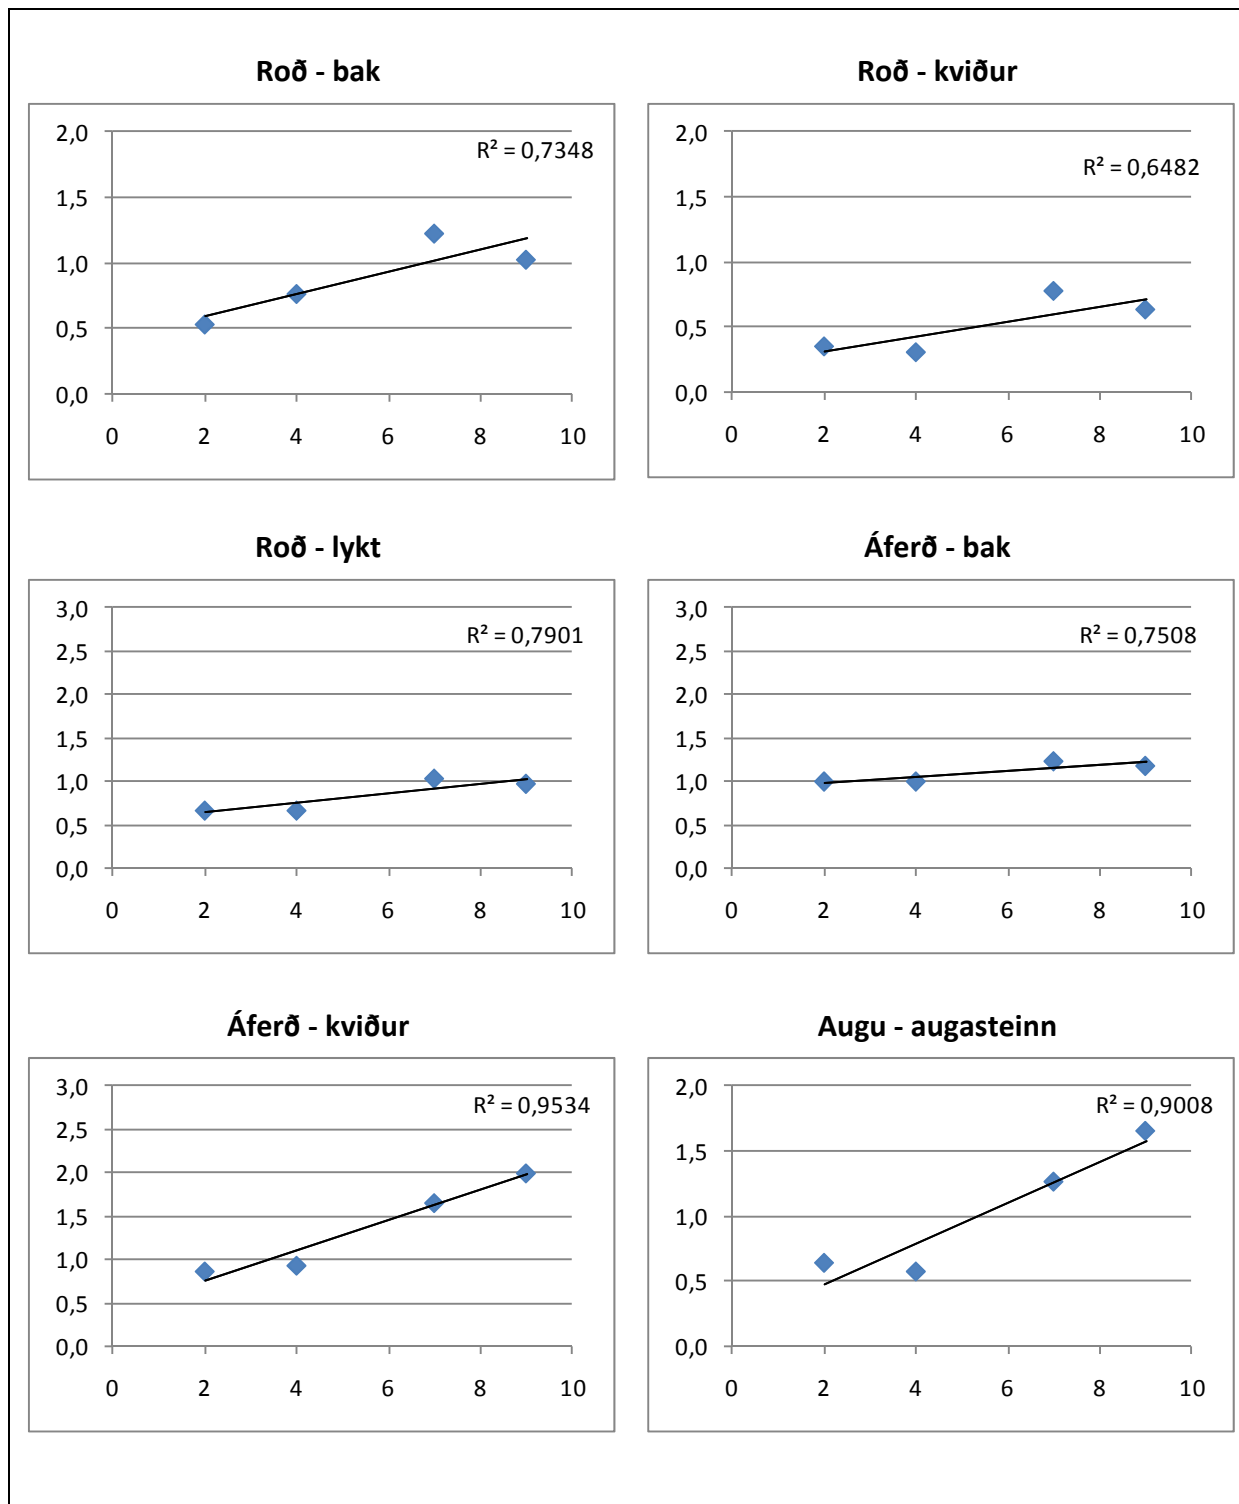 Roð - bak
2,0
R² = 0,7348
1,5
1,0
0,5
0,0
0 2 4 6 8 10
Roð - kviður
2,0
R² = 0,6482
1,5
1,0
0,5
0,0
0 2 4 6 8 10
Roð - lykt
3,0
R² = 0,7901
2,5
2,0
1,5
1,0
0,5
0,0
0 2 4 6 8 10
Áferð - bak
3,0
R² = 0,7508
2,5
2,0
1,5
1,0
0,5
0,0
0 2 4 6 8 10
Áferð - kviður
3,0
R² = 0,9534
2,5
2,0
1,5
1,0
0,5
0,0
0 2 4 6 8 10
Augu - augasteinn
2,0
R² = 0,9008
1,5
1,0
0,5
0,0
0 2 4 6 8 10